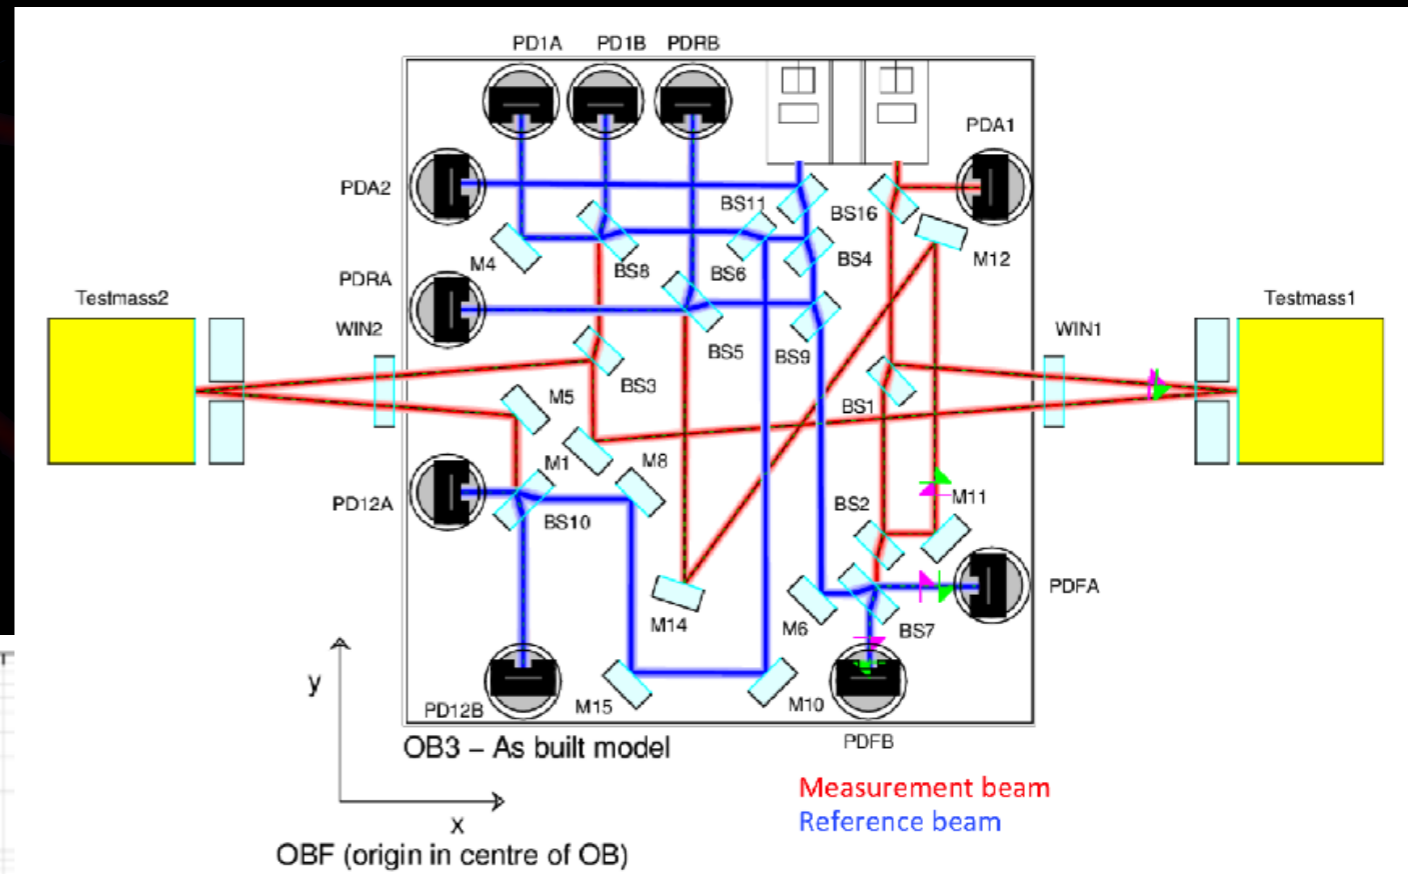 PD1A PD1B PDRB
PDA1
PDA2
BS11
BS16
M4
BS8
BS6
BS4
M12
PDRA
Testmass2
Testmass1
WIN2
WIN1
BS5
BS9
BS3
M5
BS1
M1
M8
PD12A
BS10
BS2
M11
PDFA
M14
M6
BS7
PD12B
M15
M10
PDFB
y
OB3 – As built model
Measurement beam
x
Reference beam
OBF (origin in centre of OB)